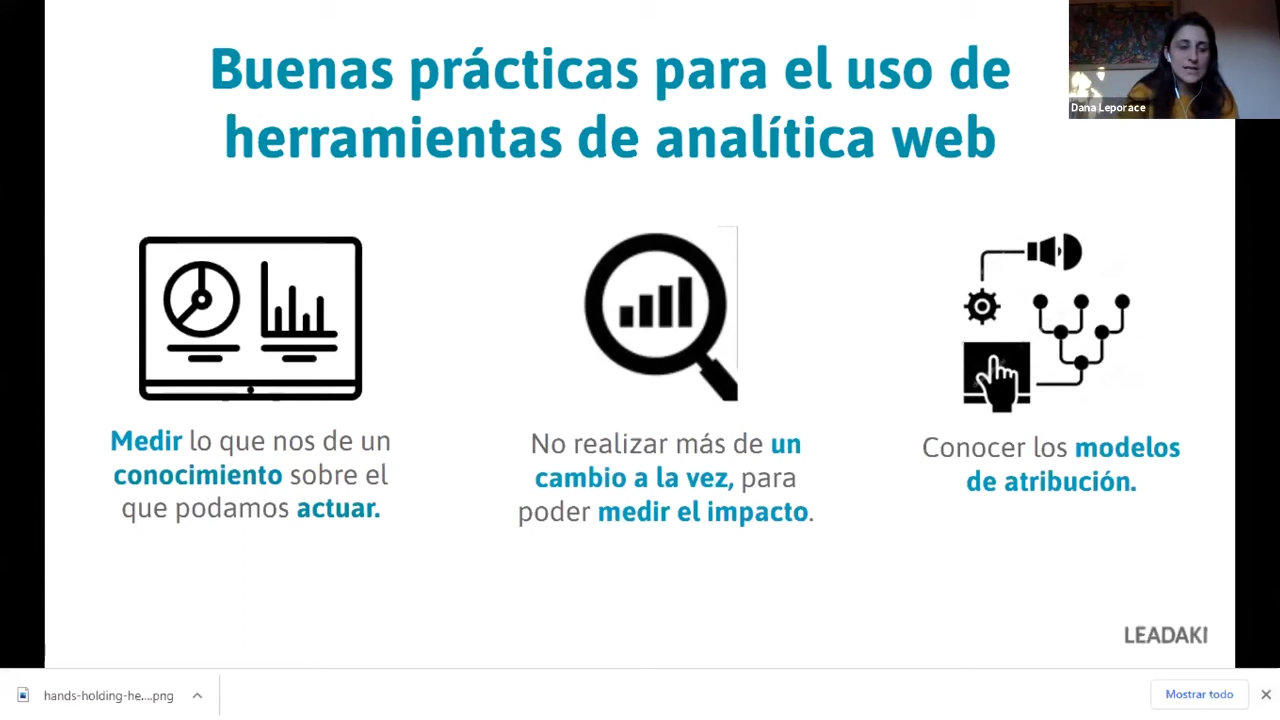 Buenas prácticas para el uso de
herramientas de analítica web
Dana Leporace
Medir lo que nos de un
conocimiento sobre el
que podamos actuar.
No realizar más de un
cambio a la vez, para
poder medir el impacto.
Conocer los modelos
de atribución.
LEADAKI
hands-holding-he....png
Mostrar todo